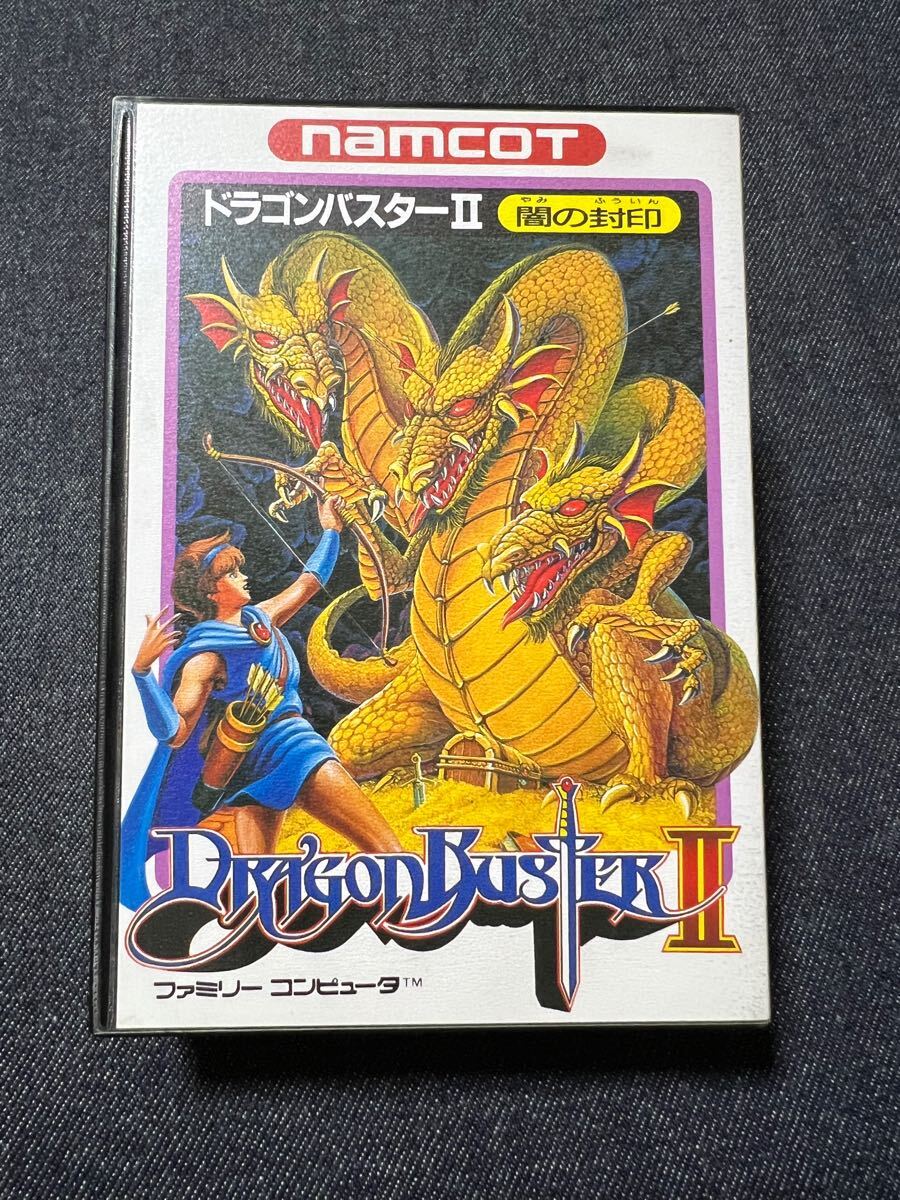 namcoT
ドラゴンバスターII
やみ ふういん
闇の封印
DRAGON BUSTER II
ファミリー コンピュータ™